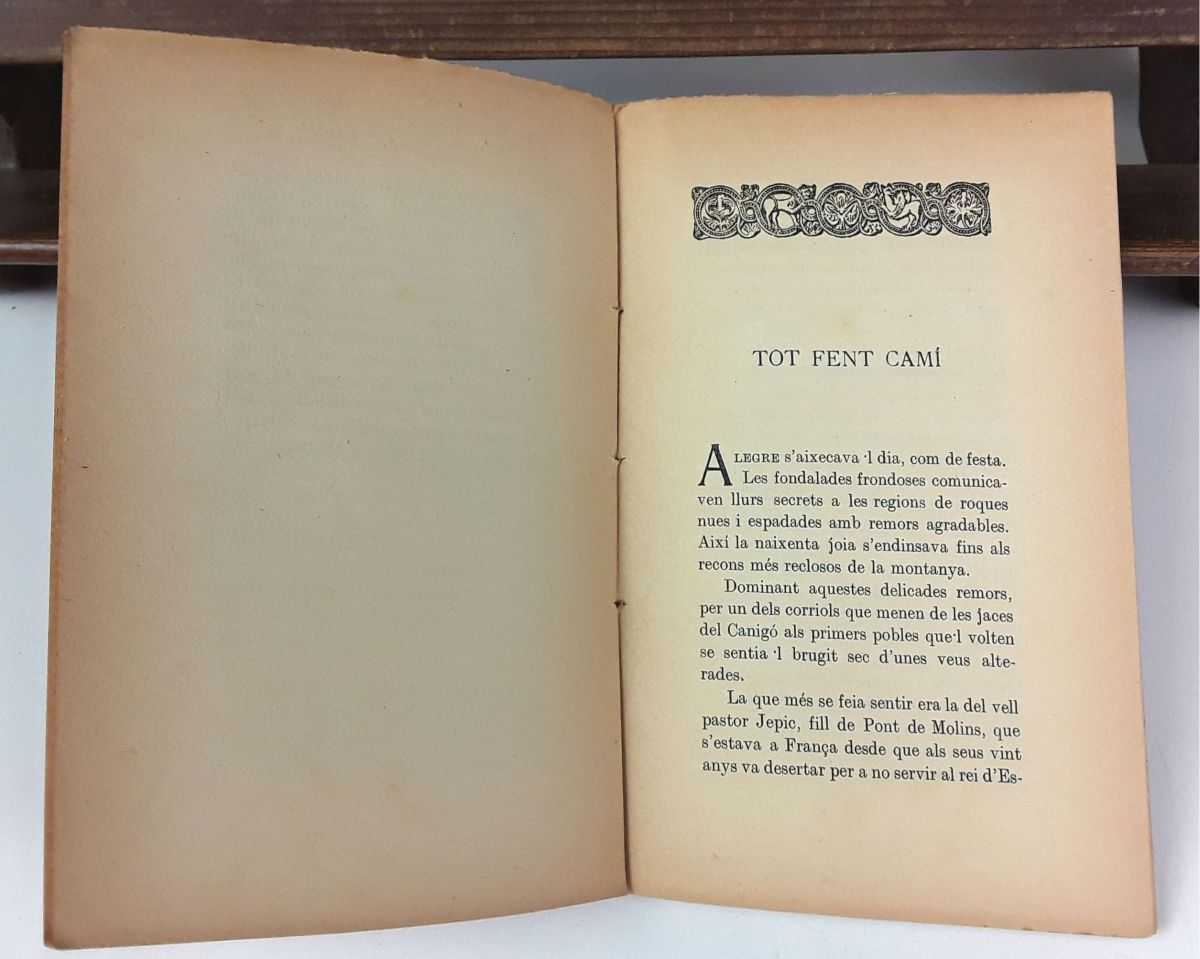 TOT FENT CAMÍ
ALEGRE s'aixecava ·l dia, com de festa.
Les fondalades frondoses comunica-
ven llurs secrets a les regions de roques
nues i espadades amb remors agradables.
Així la naixenta joia s'endinsava fins als
recons més reclosos de la montanya.
Dominant aquestes delicades remors,
per un dels corriols que menen de les jaces
del Canigó als primers pobles que·l volten
se sentia ·l brugit sec d'unes veus alte-
rades.
La que més se feia sentir era la del vell
pastor Jepic, fill de Pont de Molins, que
s'estava a França desde que als seus vint
anys va desertar per a no servir al rei d'Es-